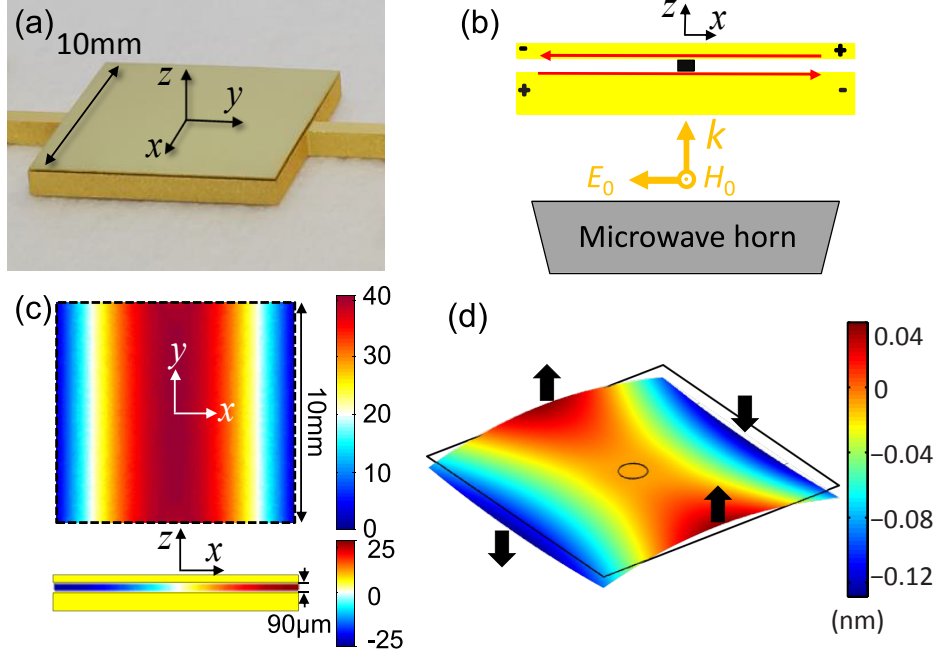 (a)
10mm
z
y
x
(b)
z
x
- +
+ -
k
E0 H0
Microwave horn
(c)
40
30
20
10
0
y
x
10mm
z
x
25
0
-25
90μm
(d)
0.04
0
−0.04
−0.08
−0.12
(nm)